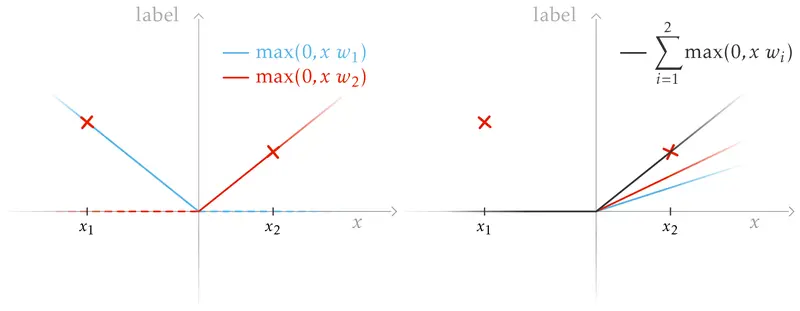 label
max(0, x w₁)
max(0, x w₂)
x₁
x₂
x
label
2
∑ max(0, x wᵢ)
i=1
x₁
x₂
x